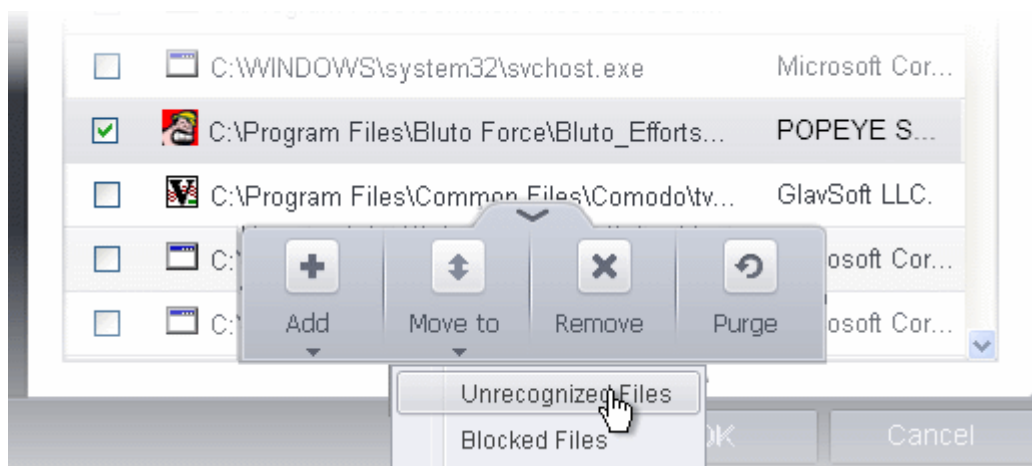 C:\WINDOWS\system32\svchost.exe Microsoft Cor...
C:\Program Files\Bluto Force\Bluto_Efforts... POPEYE S...
C:\Program Files\Common Files\Comodo\tv... GlavSoft LLC.
C:\ osoft Cor...
C:\ osoft Cor...
Add Move to Remove Purge
Unrecognized Files
Blocked Files
OK Cancel